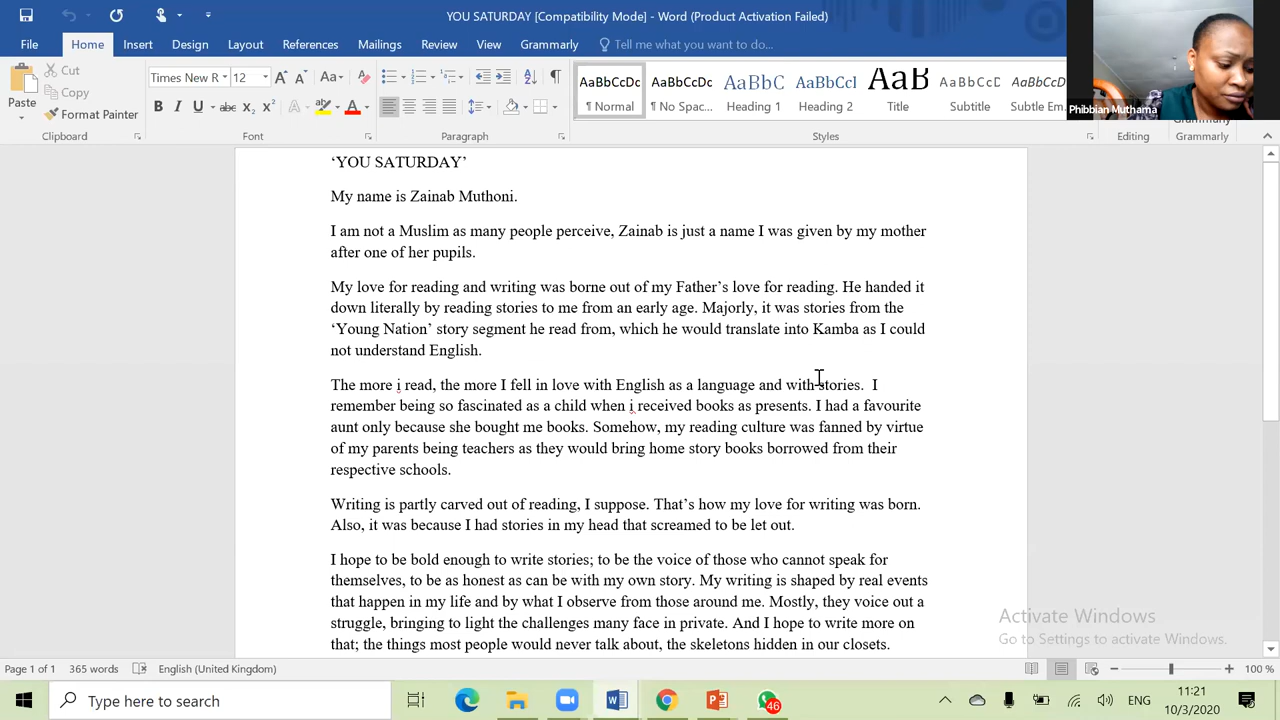 YOU SATURDAY [Compatibility Mode] - Word (Product Activation Failed)
File Home Insert Design Layout References Mailings Review View Grammarly Tell me what you want to do...
Paste
Cut
Copy
Format Painter
Clipboard
Times New R 12
Font
Paragraph
AaBbCcDc AaBbCcDc AaBbC AaBbCcl AaB AaBbCcD AaBbCcD
¶ Normal ¶ No Spac... Heading 1 Heading 2 Title Subtitle Subtle Em...
Styles
Editing
Grammarly
Grammarly
Phibbian Muthama
‘YOU SATURDAY’
My name is Zainab Muthoni.
I am not a Muslim as many people perceive, Zainab is just a name I was given by my mother
after one of her pupils.
My love for reading and writing was borne out of my Father’s love for reading. He handed it
down literally by reading stories to me from an early age. Majorly, it was stories from the
‘Young Nation’ story segment he read from, which he would translate into Kamba as I could
not understand English.
The more i read, the more I fell in love with English as a language and with stories.  I
remember being so fascinated as a child when i received books as presents. I had a favourite
aunt only because she bought me books. Somehow, my reading culture was fanned by virtue
of my parents being teachers as they would bring home story books borrowed from their
respective schools.
Writing is partly carved out of reading, I suppose. That’s how my love for writing was born.
Also, it was because I had stories in my head that screamed to be let out.
I hope to be bold enough to write stories; to be the voice of those who cannot speak for
themselves, to be as honest as can be with my own story. My writing is shaped by real events
that happen in my life and by what I observe from those around me. Mostly, they voice out a
struggle, bringing to light the challenges many face in private. And I hope to write more on
that; the things most people would never talk about, the skeletons hidden in our closets.
Activate Windows
Go to Settings to activate Windows.
Page 1 of 1 365 words English (United Kingdom) 100 %
Type here to search
46
ENG
11:21
10/3/2020